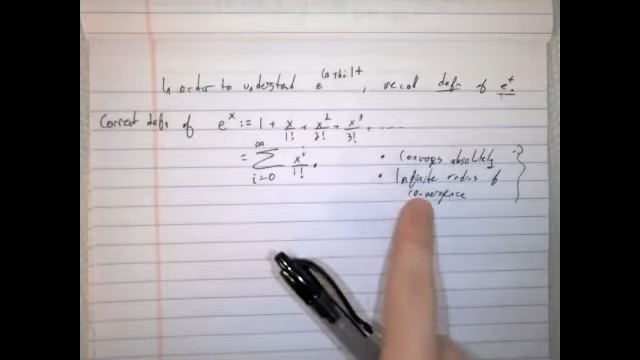 In order to understand e^(a+bi)t, recall defn of e^t.
Correct defn of e^x := 1 + x/1! + x^2/2! + x^3/3! + ....
= ∑_{i=0}^{∞} x^i/i! .
• Converges absolutely
• Infinite radius of
convergence